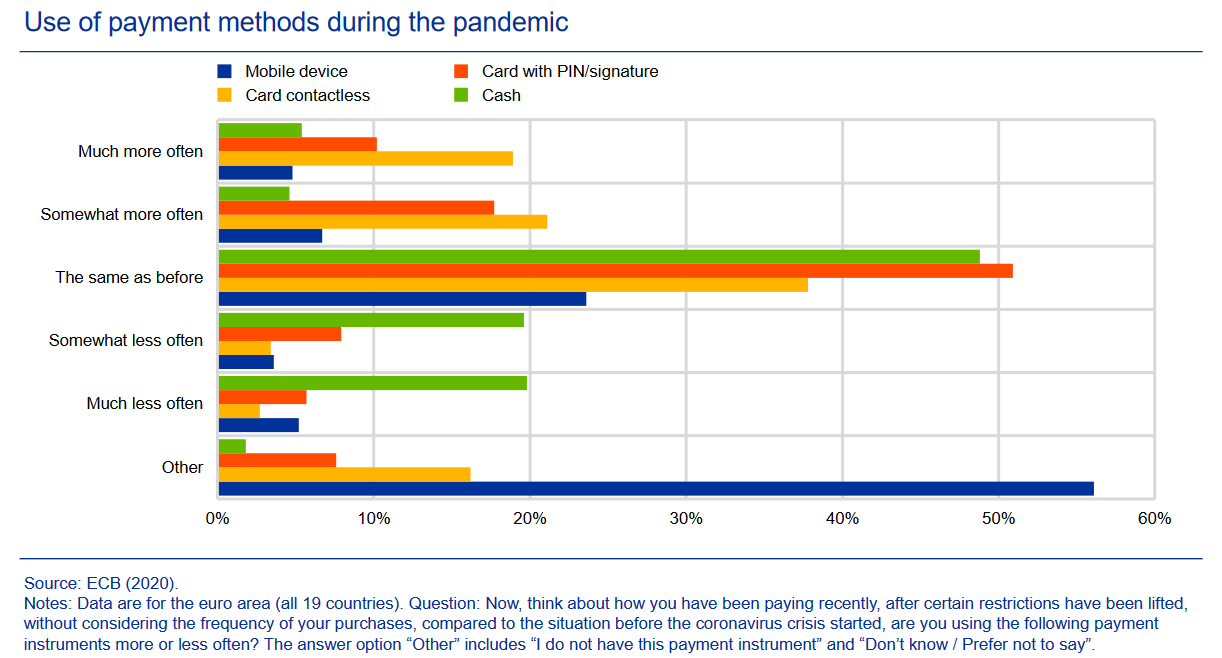 Use of payment methods during the pandemic
Mobile device
Card with PIN/signature
Card contactless
Cash
Much more often
Somewhat more often
The same as before
Somewhat less often
Much less often
Other
0%
10%
20%
30%
40%
50%
60%
Source: ECB (2020).
Notes: Data are for the euro area (all 19 countries). Question: Now, think about how you have been paying recently, after certain restrictions have been lifted,
without considering the frequency of your purchases, compared to the situation before the coronavirus crisis started, are you using the following payment
instruments more or less often? The answer option “Other” includes “I do not have this payment instrument” and “Don’t know / Prefer not to say”.